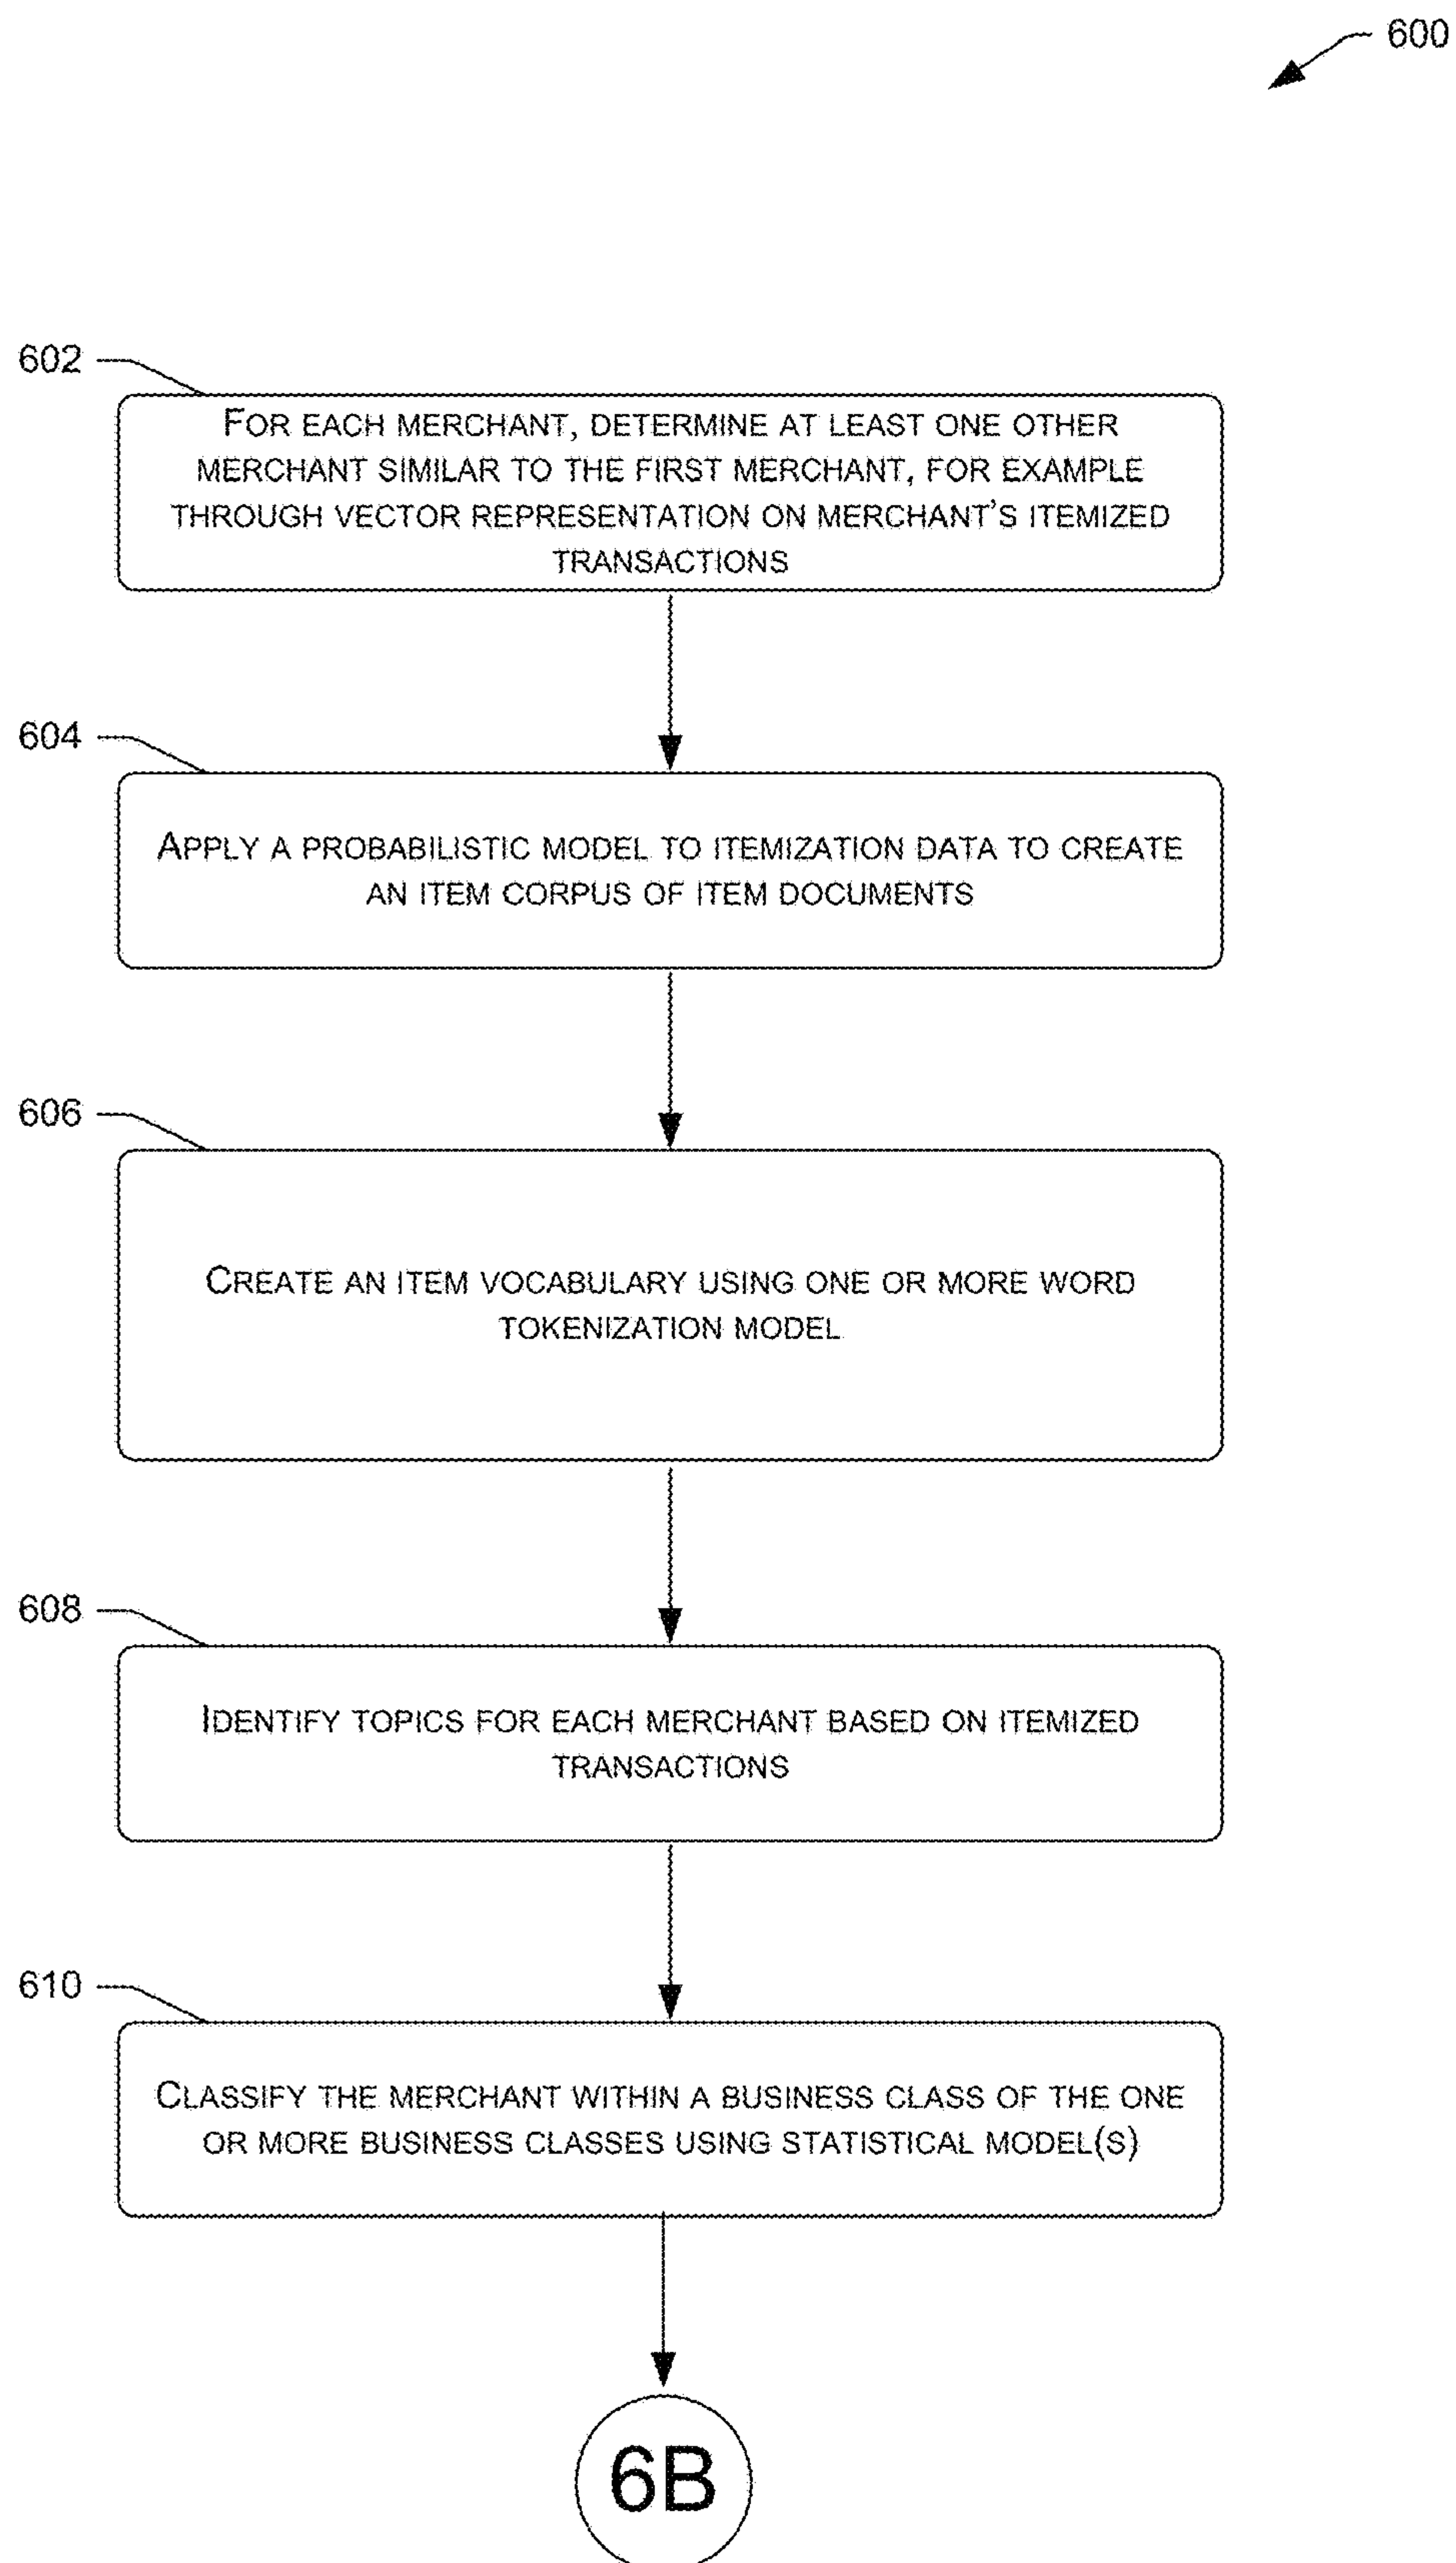 600
602
FOR EACH MERCHANT, DETERMINE AT LEAST ONE OTHER
MERCHANT SIMILAR TO THE FIRST MERCHANT, FOR EXAMPLE
THROUGH VECTOR REPRESENTATION ON MERCHANT'S ITEMIZED
TRANSACTIONS
604
APPLY A PROBABILISTIC MODEL TO ITEMIZATION DATA TO CREATE
AN ITEM CORPUS OF ITEM DOCUMENTS
606
CREATE AN ITEM VOCABULARY USING ONE OR MORE WORD
TOKENIZATION MODEL
608
IDENTIFY TOPICS FOR EACH MERCHANT BASED ON ITEMIZED
TRANSACTIONS
610
CLASSIFY THE MERCHANT WITHIN A BUSINESS CLASS OF THE ONE
OR MORE BUSINESS CLASSES USING STATISTICAL MODEL(S)
6B